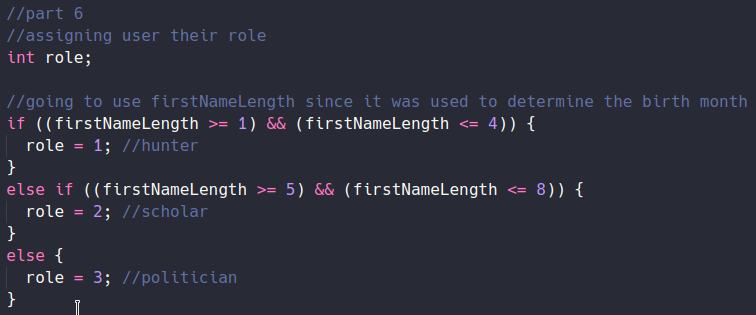 //part 6
//assigning user their role
int role;
//going to use firstNameLength since it was used to determine the birth month
if ((firstNameLength >= 1) && (firstNameLength <= 4)) {
role = 1; //hunter
}
else if ((firstNameLength >= 5) && (firstNameLength <= 8)) {
role = 2; //scholar
}
else {
role = 3; //politician
}